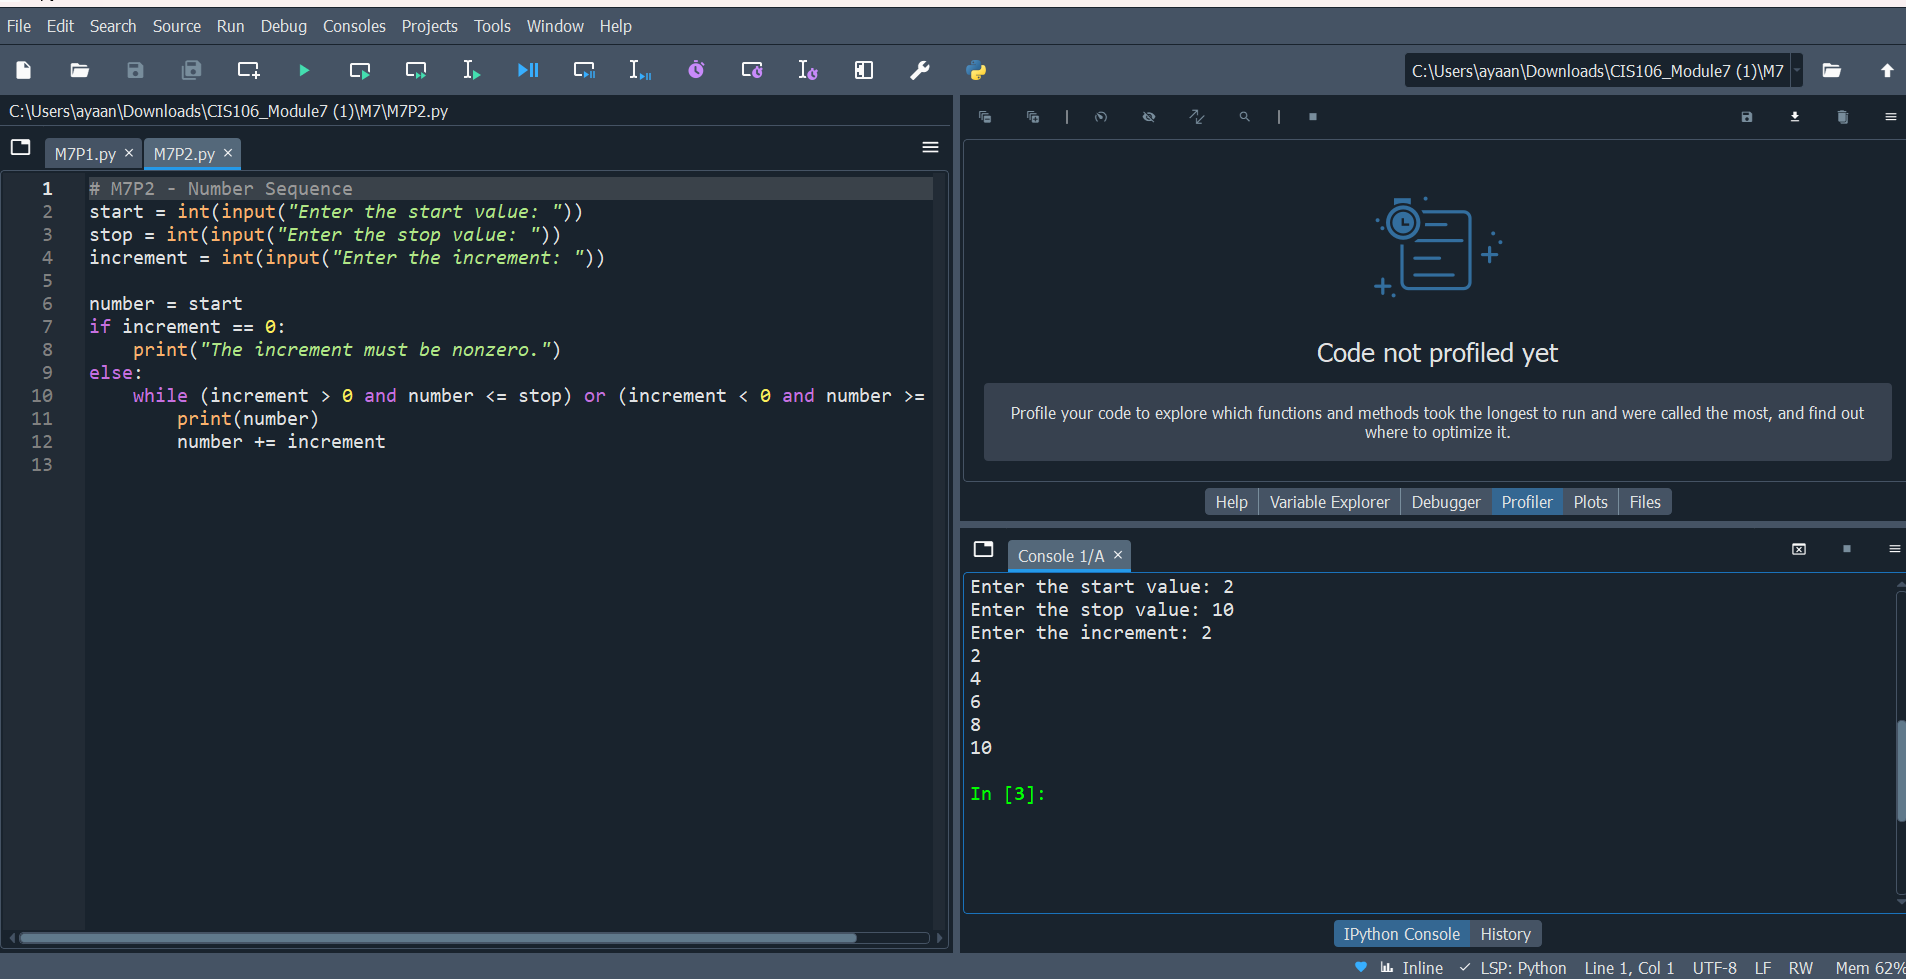 File Edit Search Source Run Debug Consoles Projects Tools Window Help
C:\Users\ayaan\Downloads\CIS106_Module7 (1)\M7
C:\Users\ayaan\Downloads\CIS106_Module7 (1)\M7\M7P2.py
M7P1.py M7P2.py
1 # M7P2 - Number Sequence
2 start = int(input("Enter the start value: "))
3 stop = int(input("Enter the stop value: "))
4 increment = int(input("Enter the increment: "))
5
6 number = start
7 if increment == 0:
8     print("The increment must be nonzero.")
9 else:
10     while (increment > 0 and number <= stop) or (increment < 0 and number >=
11         print(number)
12         number += increment
13
Code not profiled yet
Profile your code to explore which functions and methods took the longest to run and were called the most, and find out
where to optimize it.
Help Variable Explorer Debugger Profiler Plots Files
Console 1/A
Enter the start value: 2
Enter the stop value: 10
Enter the increment: 2
2
4
6
8
10
In [3]:
IPython Console History
Inline LSP: Python Line 1, Col 1 UTF-8 LF RW Mem 62%